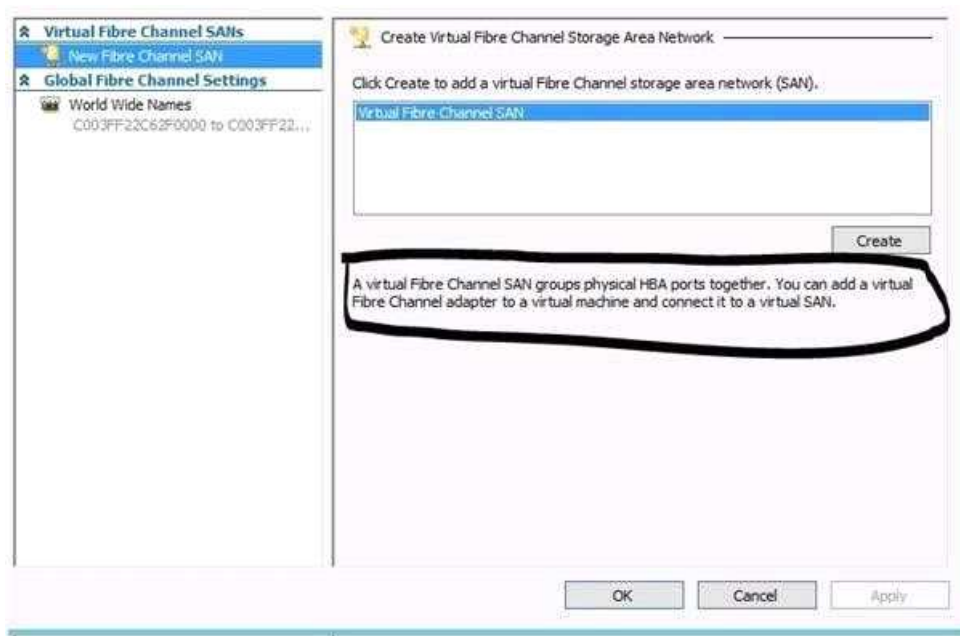 Virtual Fibre Channel SANs
New Fibre Channel SAN
Global Fibre Channel Settings
World Wide Names
C003FF22C62F0000 to C003FF22...
Create Virtual Fibre Channel Storage Area Network
Click Create to add a virtual Fibre Channel storage area network (SAN).
Virtual Fibre Channel SAN
Create
A virtual Fibre Channel SAN groups physical HBA ports together. You can add a virtual
Fibre Channel adapter to a virtual machine and connect it to a virtual SAN.
OK
Cancel
Apply